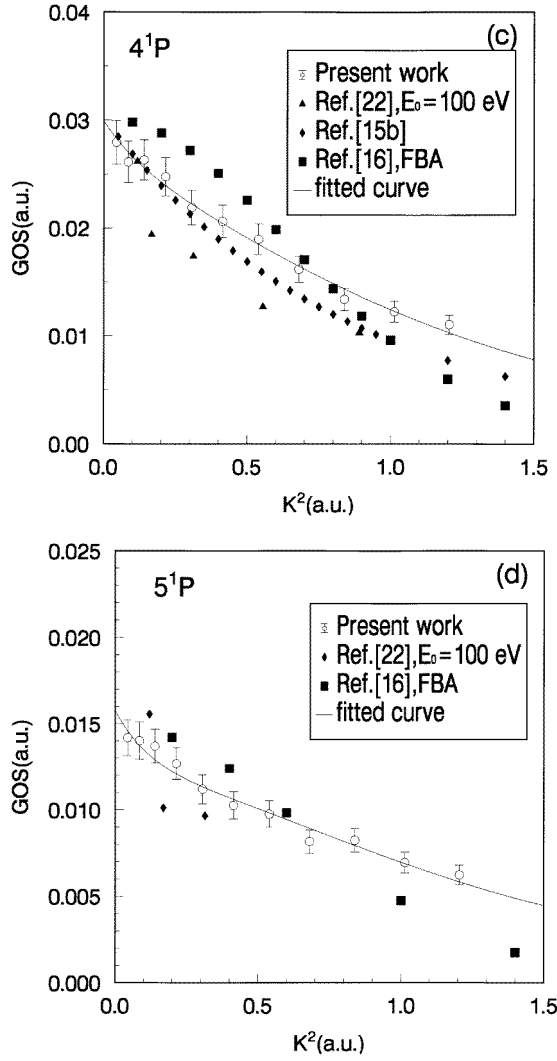 0.04
4¹P
(c)
Present work
Ref.[22],E₀=100 eV
Ref.[15b]
Ref.[16],FBA
fitted curve
0.03
0.02
0.01
0.00
GOS(a.u.)
0.0
0.5
1.0
1.5
K²(a.u.)
0.025
5¹P
(d)
Present work
Ref.[22],E₀=100 eV
Ref.[16],FBA
fitted curve
0.020
0.015
0.010
0.005
0.000
GOS(a.u.)
0.0
0.5
1.0
1.5
K²(a.u.)